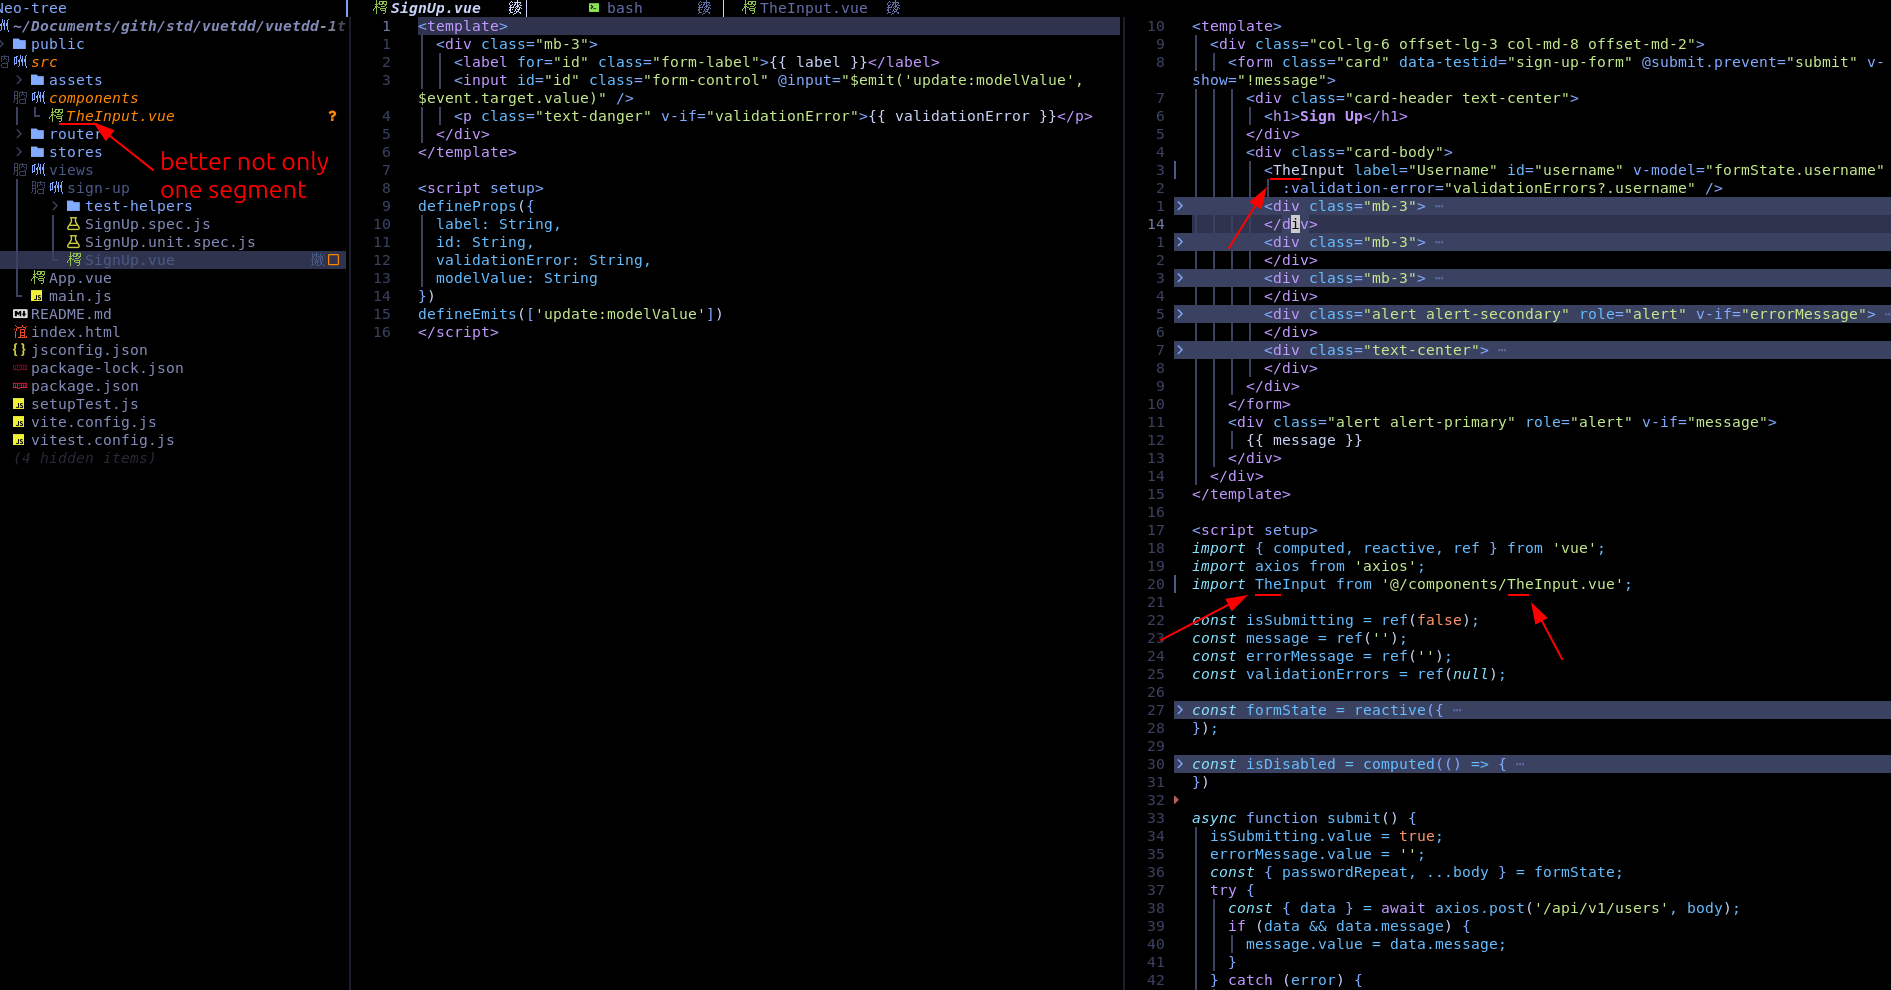 Neo-tree
~/Documents/gith/std/vuetdd/vuetdd-1t
public
src
assets
components
TheInput.vue ?
router
stores
views
sign-up
test-helpers
SignUp.spec.js
SignUp.unit.spec.js
SignUp.vue
App.vue
main.js
README.md
index.html
jsconfig.json
package-lock.json
package.json
setupTest.js
vite.config.js
vitest.config.js
(4 hidden items)
better not only
one segment
SignUp.vue bash TheInput.vue
1 <template>
1 <div class="mb-3">
2 <label for="id" class="form-label">{{ label }}</label>
3 <input id="id" class="form-control" @input="$emit('update:modelValue',
$event.target.value)" />
4 <p class="text-danger" v-if="validationError">{{ validationError }}</p>
5 </div>
6 </template>
7
8 <script setup>
9 defineProps({
10 label: String,
11 id: String,
12 validationError: String,
13 modelValue: String
14 })
15 defineEmits(['update:modelValue'])
16 </script>
10 <template>
9 <div class="col-lg-6 offset-lg-3 col-md-8 offset-md-2">
8 <form class="card" data-testid="sign-up-form" @submit.prevent="submit" v-
show="!message">
7 <div class="card-header text-center">
6 <h1>Sign Up</h1>
5 </div>
4 <div class="card-body">
3 <TheInput label="Username" id="username" v-model="formState.username"
2 :validation-error="validationErrors?.username" />
1 <div class="mb-3"> ⋯
14 </div>
1 <div class="mb-3"> ⋯
2 </div>
3 <div class="mb-3"> ⋯
4 </div>
5 <div class="alert alert-secondary" role="alert" v-if="errorMessage"> ⋯
6 </div>
7 <div class="text-center"> ⋯
8 </div>
9 </div>
10 </form>
11 <div class="alert alert-primary" role="alert" v-if="message">
12 {{ message }}
13 </div>
14 </div>
15 </template>
16
17 <script setup>
18 import { computed, reactive, ref } from 'vue';
19 import axios from 'axios';
20 import TheInput from '@/components/TheInput.vue';
21
22 const isSubmitting = ref(false);
23 const message = ref('');
24 const errorMessage = ref('');
25 const validationErrors = ref(null);
26
27 const formState = reactive({ ⋯
28 });
29
30 const isDisabled = computed(() => { ⋯
31 })
32
33 async function submit() {
34 isSubmitting.value = true;
35 errorMessage.value = '';
36 const { passwordRepeat, ...body } = formState;
37 try {
38 const { data } = await axios.post('/api/v1/users', body);
39 if (data && data.message) {
40 message.value = data.message;
41 }
42 } catch (error) {